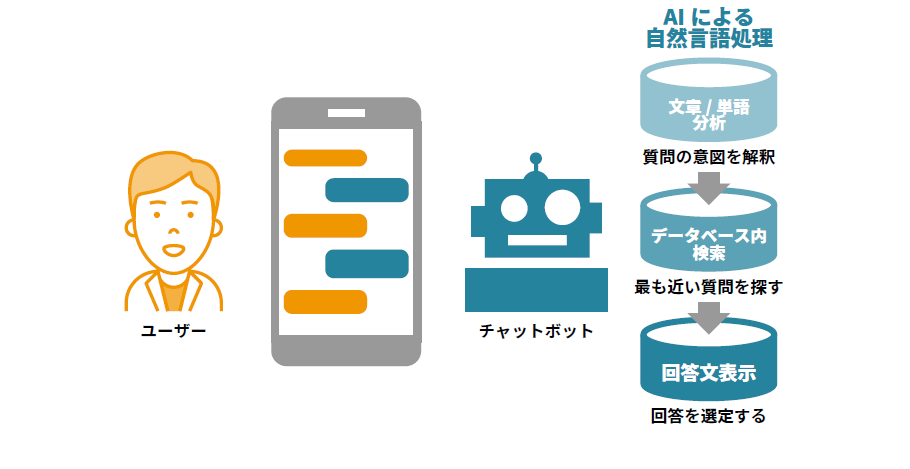 AI による
自然言語処理
文章 / 単語
分析
質問の意図を解釈
データベース内
検索
最も近い質問を探す
回答文表示
回答を選定する
ユーザー
チャットボット